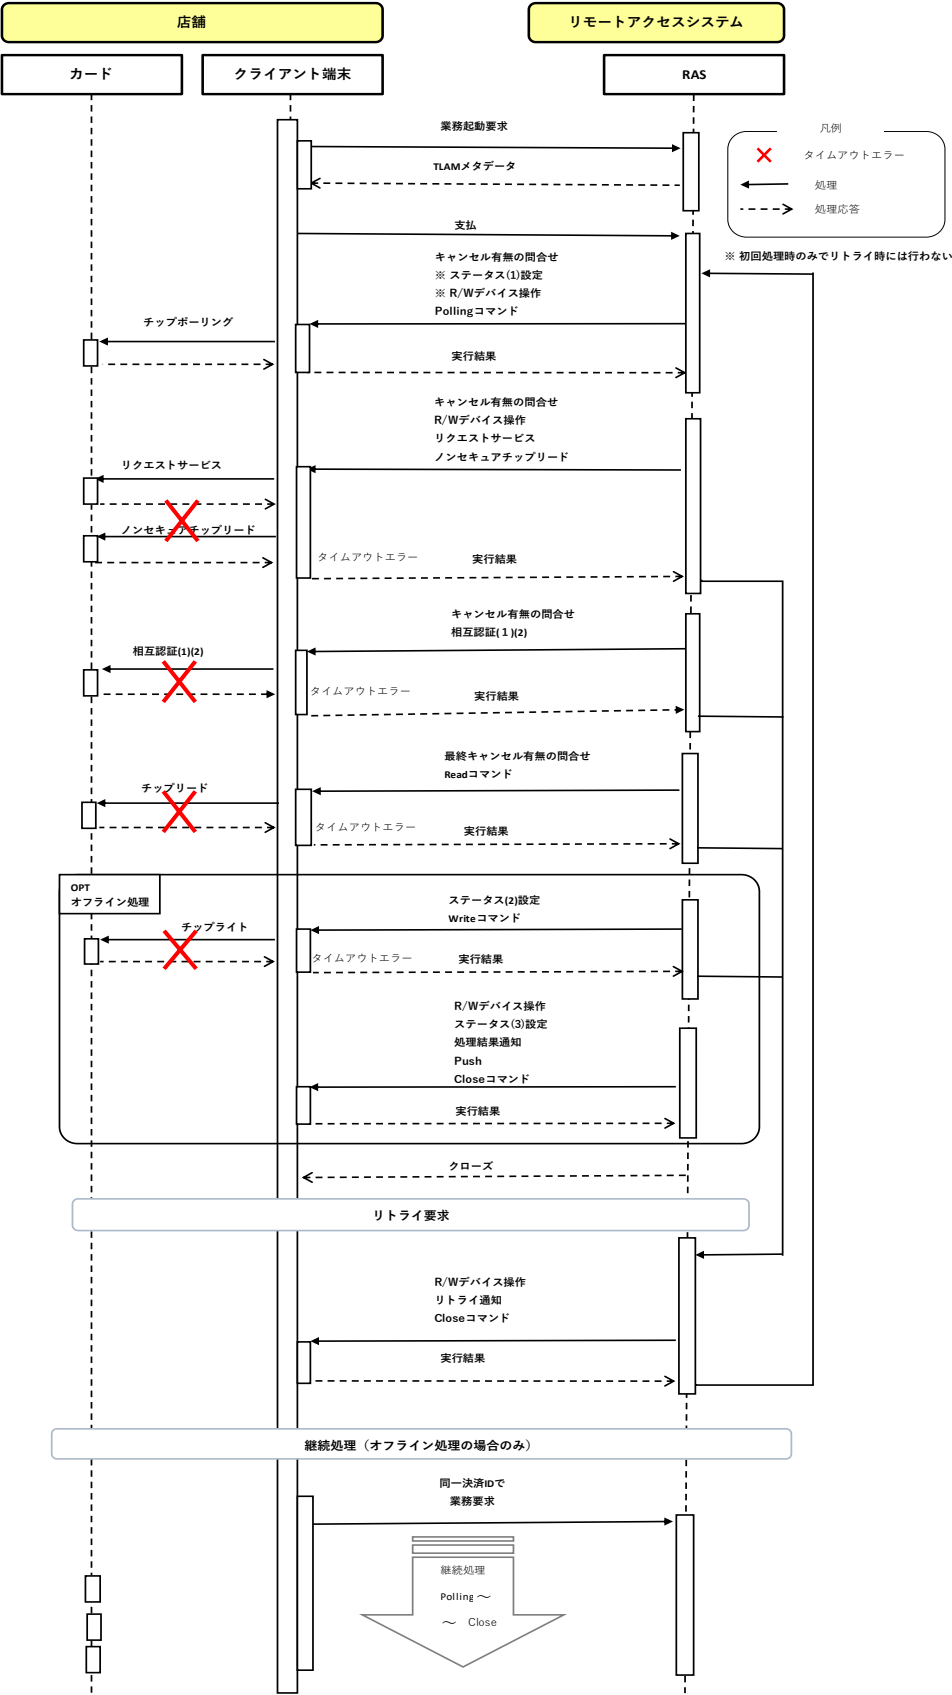 店舗
リモートアクセスシステム
カード
クライアント端末
RAS
業務起動要求
TLAMメタデータ
凡例
タイムアウトエラー
処理
処理応答
支払
※ 初回処理時のみでリトライ時には行わない
キャンセル有無の問合せ
※ ステータス(1)設定
※ R/Wデバイス操作
Pollingコマンド
チップポーリング
実行結果
キャンセル有無の問合せ
R/Wデバイス操作
リクエストサービス
ノンセキュアチップリード
リクエストサービス
ノンセキュアチップリード
タイムアウトエラー
実行結果
キャンセル有無の問合せ
相互認証(１)(2)
相互認証(1)(2)
タイムアウトエラー
実行結果
最終キャンセル有無の問合せ
Readコマンド
チップリード
タイムアウトエラー
実行結果
OPT
オフライン処理
ステータス(2)設定
Writeコマンド
チップライト
タイムアウトエラー
実行結果
R/Wデバイス操作
ステータス(3)設定
処理結果通知
Push
Closeコマンド
実行結果
クローズ
リトライ要求
R/Wデバイス操作
リトライ通知
Closeコマンド
実行結果
継続処理（オフライン処理の場合のみ）
同一決済IDで
業務要求
継続処理
Polling ～
～ Close